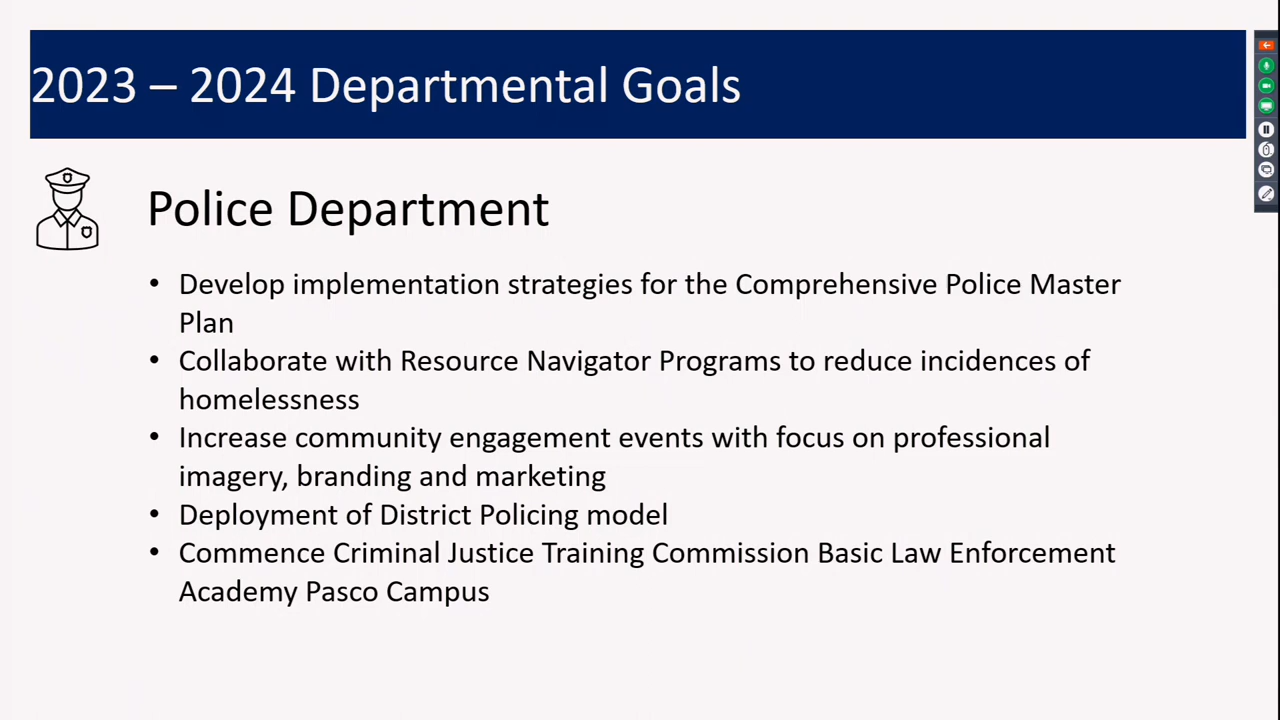 2023 – 2024 Departmental Goals
Police Department
• Develop implementation strategies for the Comprehensive Police Master
Plan
• Collaborate with Resource Navigator Programs to reduce incidences of
homelessness
• Increase community engagement events with focus on professional
imagery, branding and marketing
• Deployment of District Policing model
• Commence Criminal Justice Training Commission Basic Law Enforcement
Academy Pasco Campus